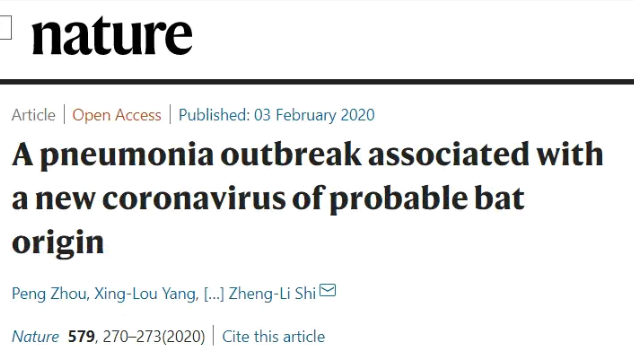 nature
Article | Open Access | Published: 03 February 2020
A pneumonia outbreak associated with
a new coronavirus of probable bat
origin
Peng Zhou, Xing-Lou Yang, [...] Zheng-Li Shi
Nature 579, 270–273(2020) | Cite this article